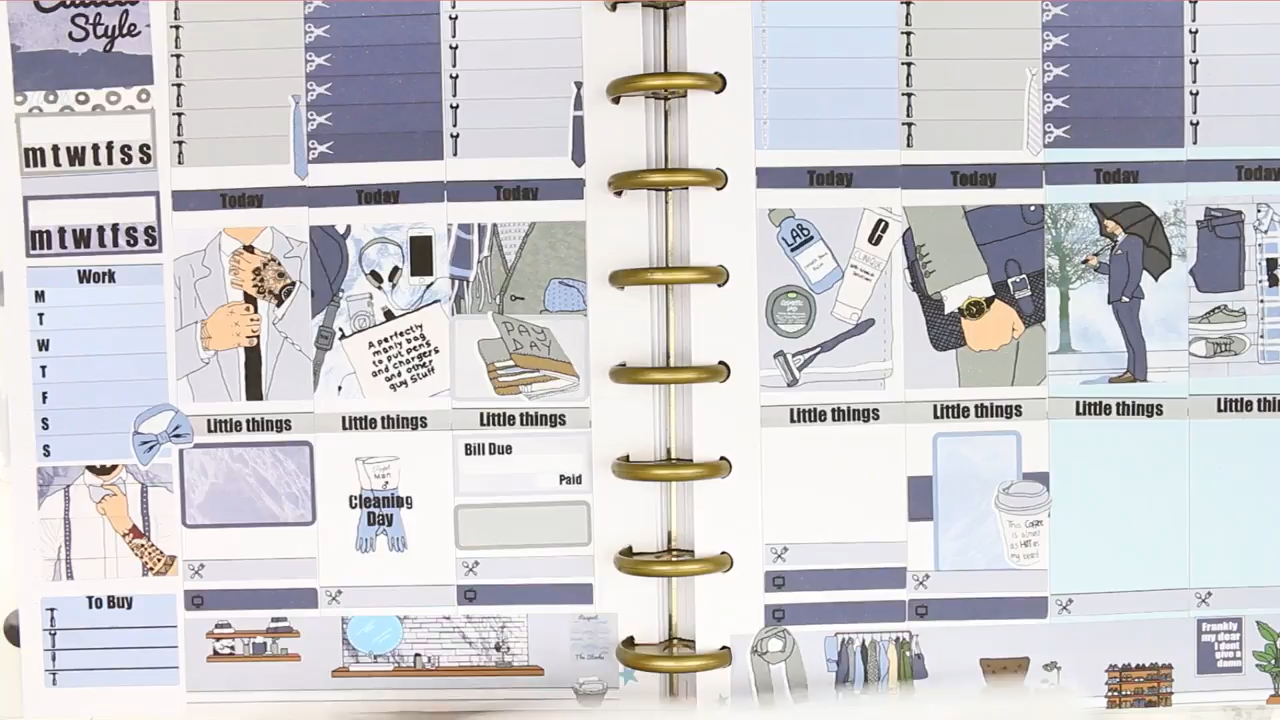 Style
mtwtfss
mtwtfss
Work
M
T
W
T
F
S
S
To Buy
Today
Today
Today
A perfectly
manly bag
to put pens
and chargers
and other
guy stuff
PAY
DAY
Little things
Little things
Little things
Man
Cleaning
Day
Bill Due
Paid
Today
Today
Today
Today
LAB
C
CLINIQUE
Little things
Little things
Little things
This Coffee
is almost
as HOT as
my beard
Frankly
my dear
I dont
give a
damn